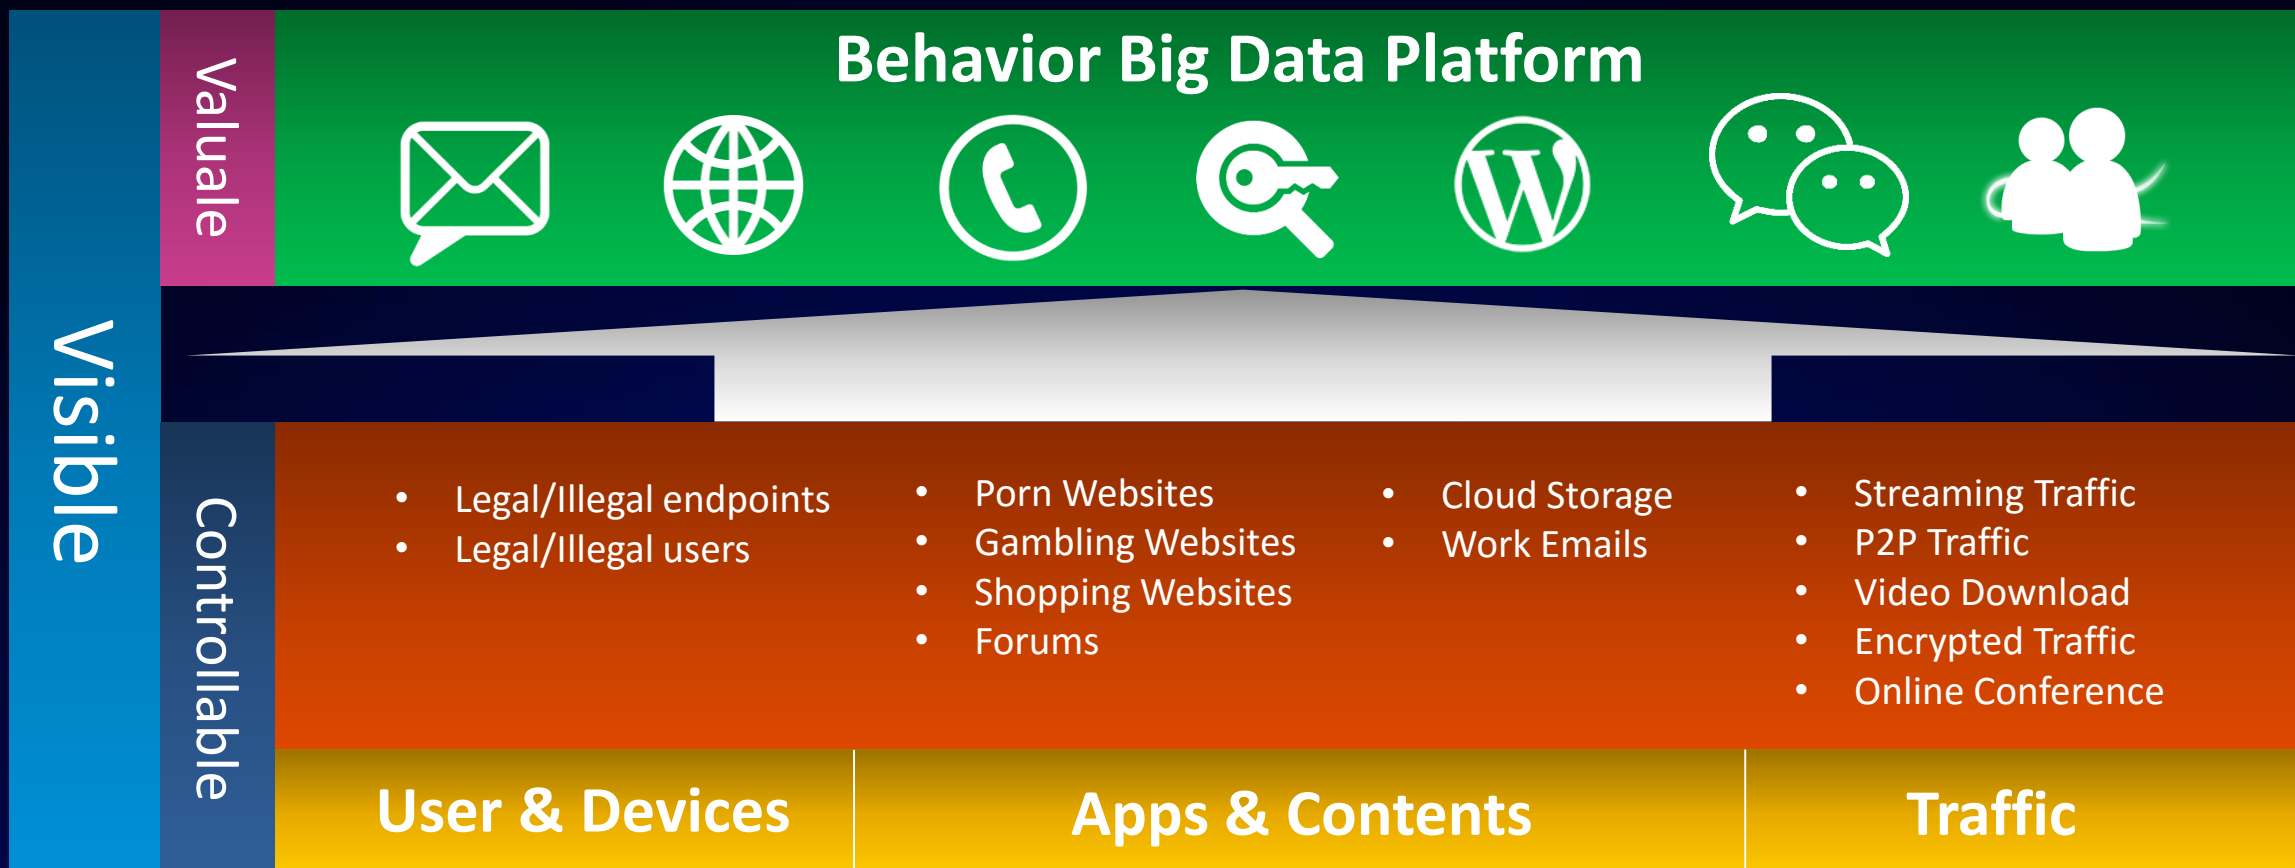 Visible
Valuale
Behavior Big Data Platform
Controllable
• Legal/Illegal endpoints
• Legal/Illegal users
• Porn Websites
• Gambling Websites
• Shopping Websites
• Forums
• Cloud Storage
• Work Emails
• Streaming Traffic
• P2P Traffic
• Video Download
• Encrypted Traffic
• Online Conference
User & Devices
Apps & Contents
Traffic